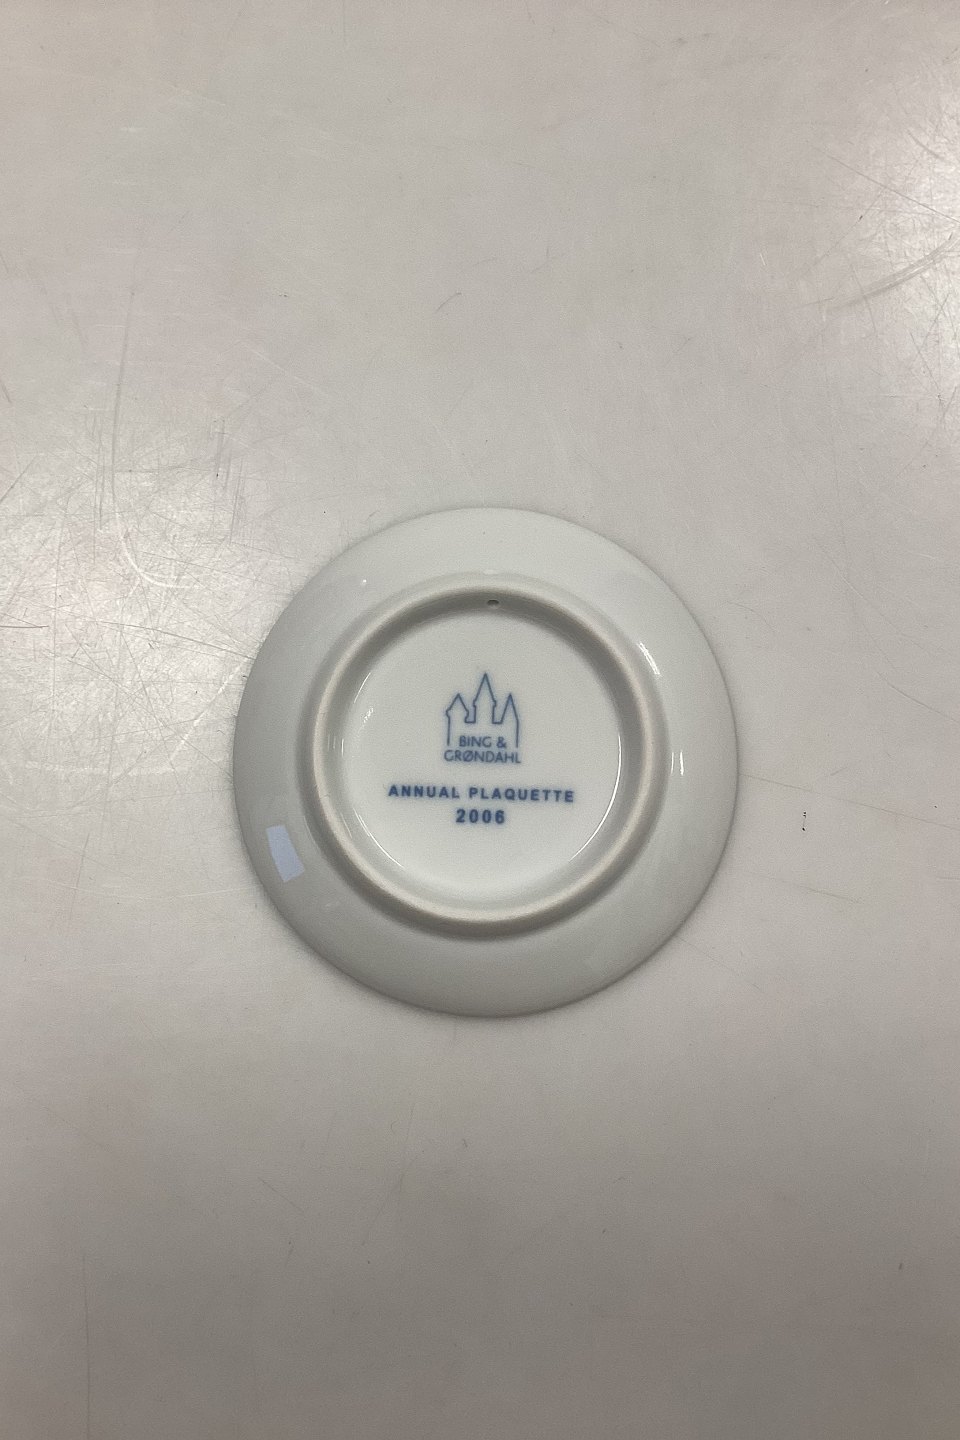 BING &
GRØNDAHL
ANNUAL PLAQUETTE
2006